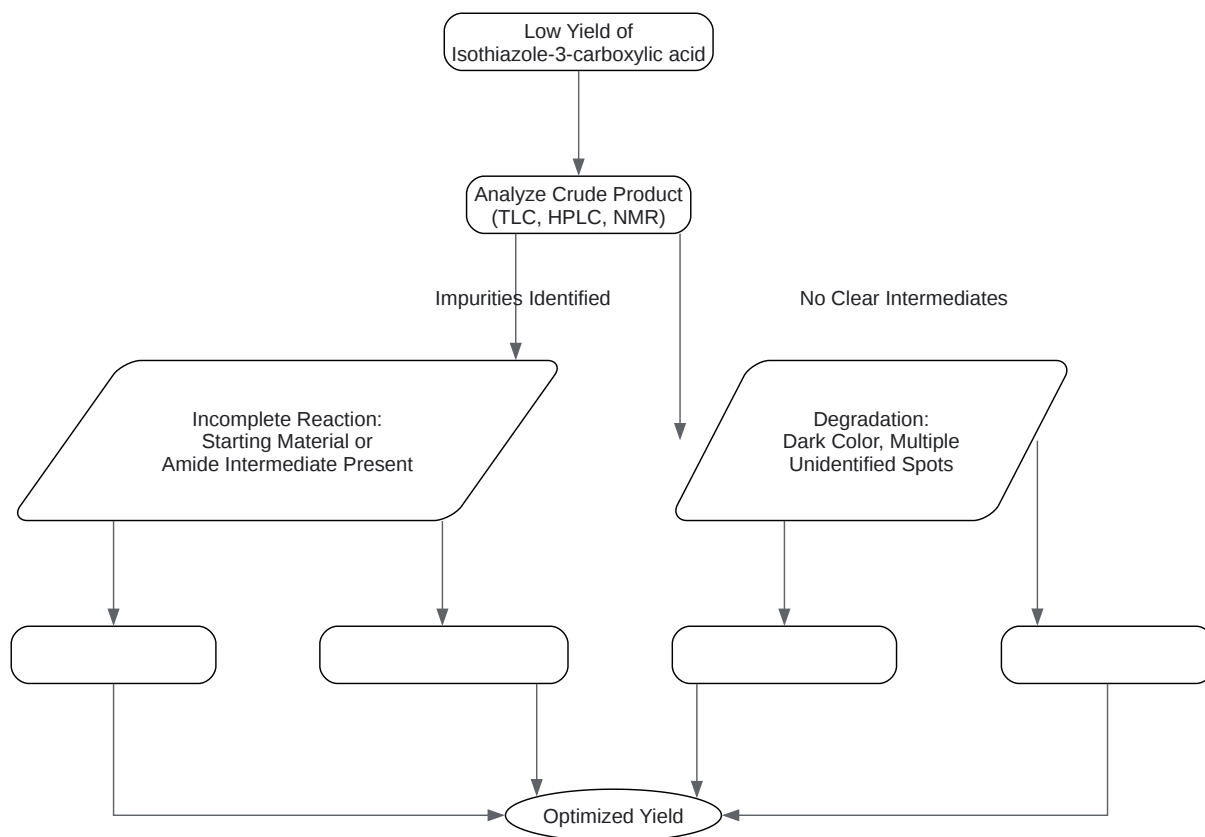 Low Yield of
Isothiazole-3-carboxylic acid
Analyze Crude Product
(TLC, HPLC, NMR)
Impurities Identified
No Clear Intermediates
Incomplete Reaction:
Starting Material or
Amide Intermediate Present
Degradation:
Dark Color, Multiple
Unidentified Spots
Optimized Yield